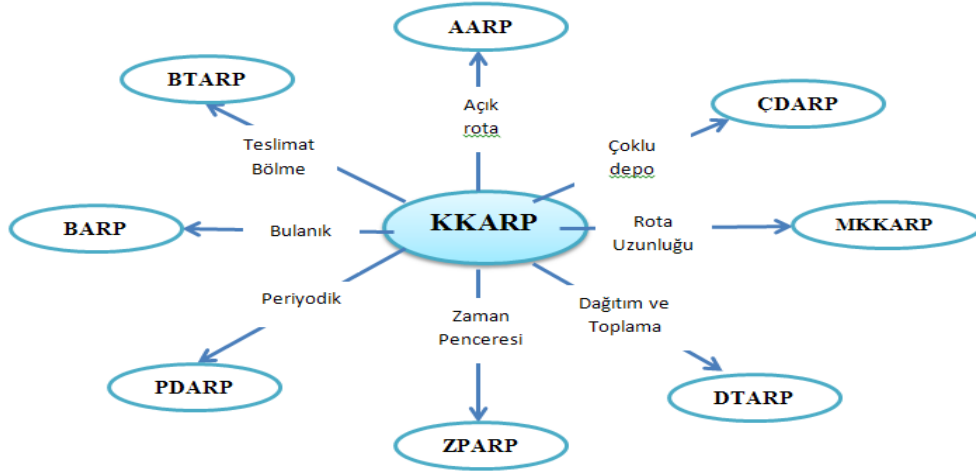 AARP
BTARP
ÇDARP
Açık
rota
Teslimat
Bölme
Çoklu
depo
BARP
Bulanık
KKARP
Rota
Uzunluğu
MKKARP
Periyodik
Zaman
Penceresi
Dağıtım ve
Toplama
PDARP
DTARP
ZPARP